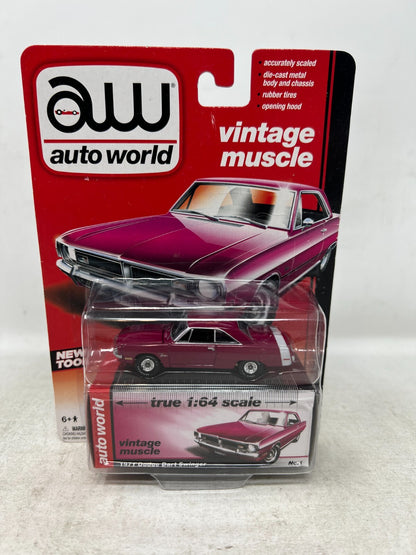 aw
auto world
• accurately scaled
• die-cast metal
body and chassis
• rubber tires
• opening hood
vintage
muscle
NEW
TOO
6+
true 1:64 scale
auto world
vintage
muscle
1971 Dodge Dart Swinger
No. 1